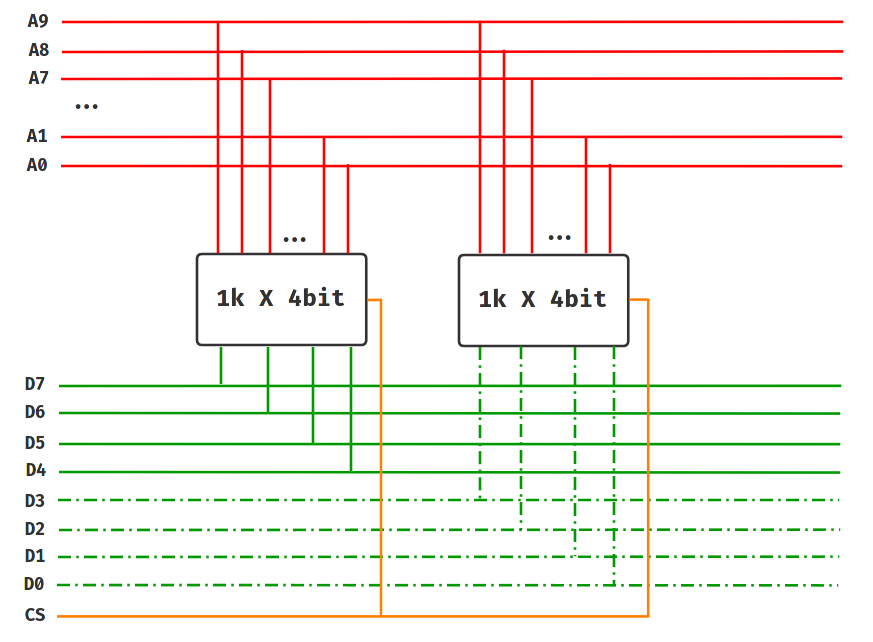 A9
A8
A7
...
A1
A0
... ...
1k X 4bit 1k X 4bit
D7
D6
D5
D4
D3
D2
D1
D0
CS